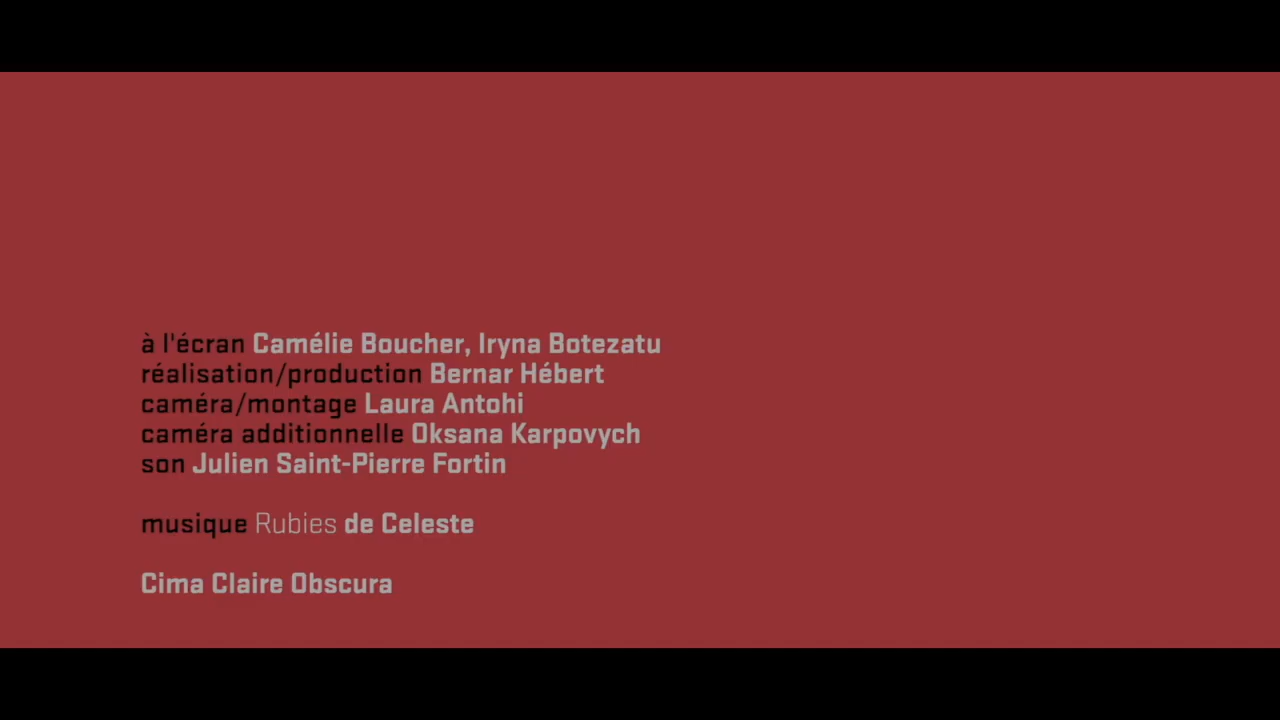 à l'écran Camélie Boucher, Iryna Botezatu
réalisation/production Bernar Hébert
caméra/montage Laura Antohi
caméra additionnelle Oksana Karpovych
son Julien Saint-Pierre Fortin
musique Rubies de Celeste
Cima Claire Obscura